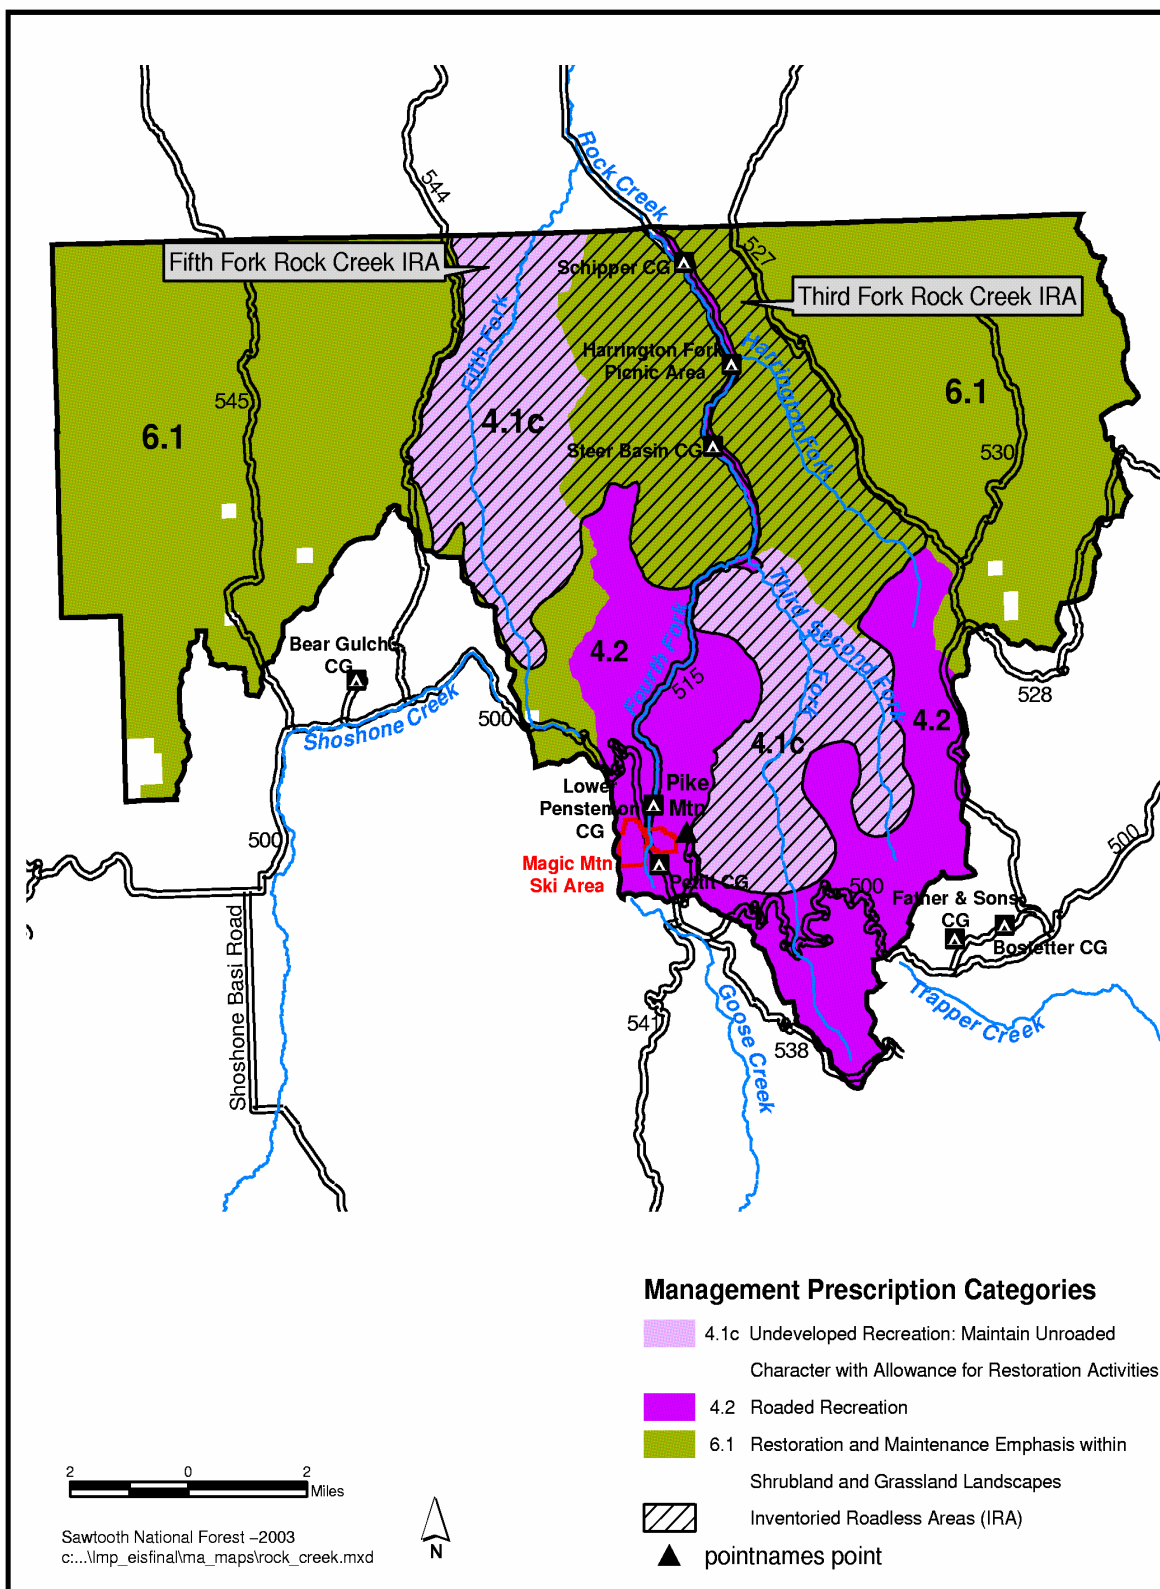 Rock Creek
544
527
Fifth Fork Rock Creek IRA
Schipper CG
Third Fork Rock Creek IRA
Fifth Fork
Harrington Fork
Picnic Area
Harrington Fork
545
4.1c
6.1
6.1
Steer Basin CG
530
Third
Fork
Second Fork
Bear Gulch
CG
4.2
Fourth Fork
515
528
500
Shoshone Creek
4.2
4.1c
Lower
Penstemon
CG
Pike
Mtn
500
500
Magic Mtn
Ski Area
Pettit CG
500
Father & Sons
CG
Bostetter CG
Shoshone Basi Road
541
Goose Creek
538
Trapper Creek
Management Prescription Categories
4.1c Undeveloped Recreation: Maintain Unroaded
Character with Allowance for Restoration Activities
4.2 Roaded Recreation
6.1 Restoration and Maintenance Emphasis within
Shrubland and Grassland Landscapes
Inventoried Roadless Areas (IRA)
pointnames point
2 0 2
Miles
N
Sawtooth National Forest -2003
c:...\lmp_eisfinal\ma_maps\rock_creek.mxd